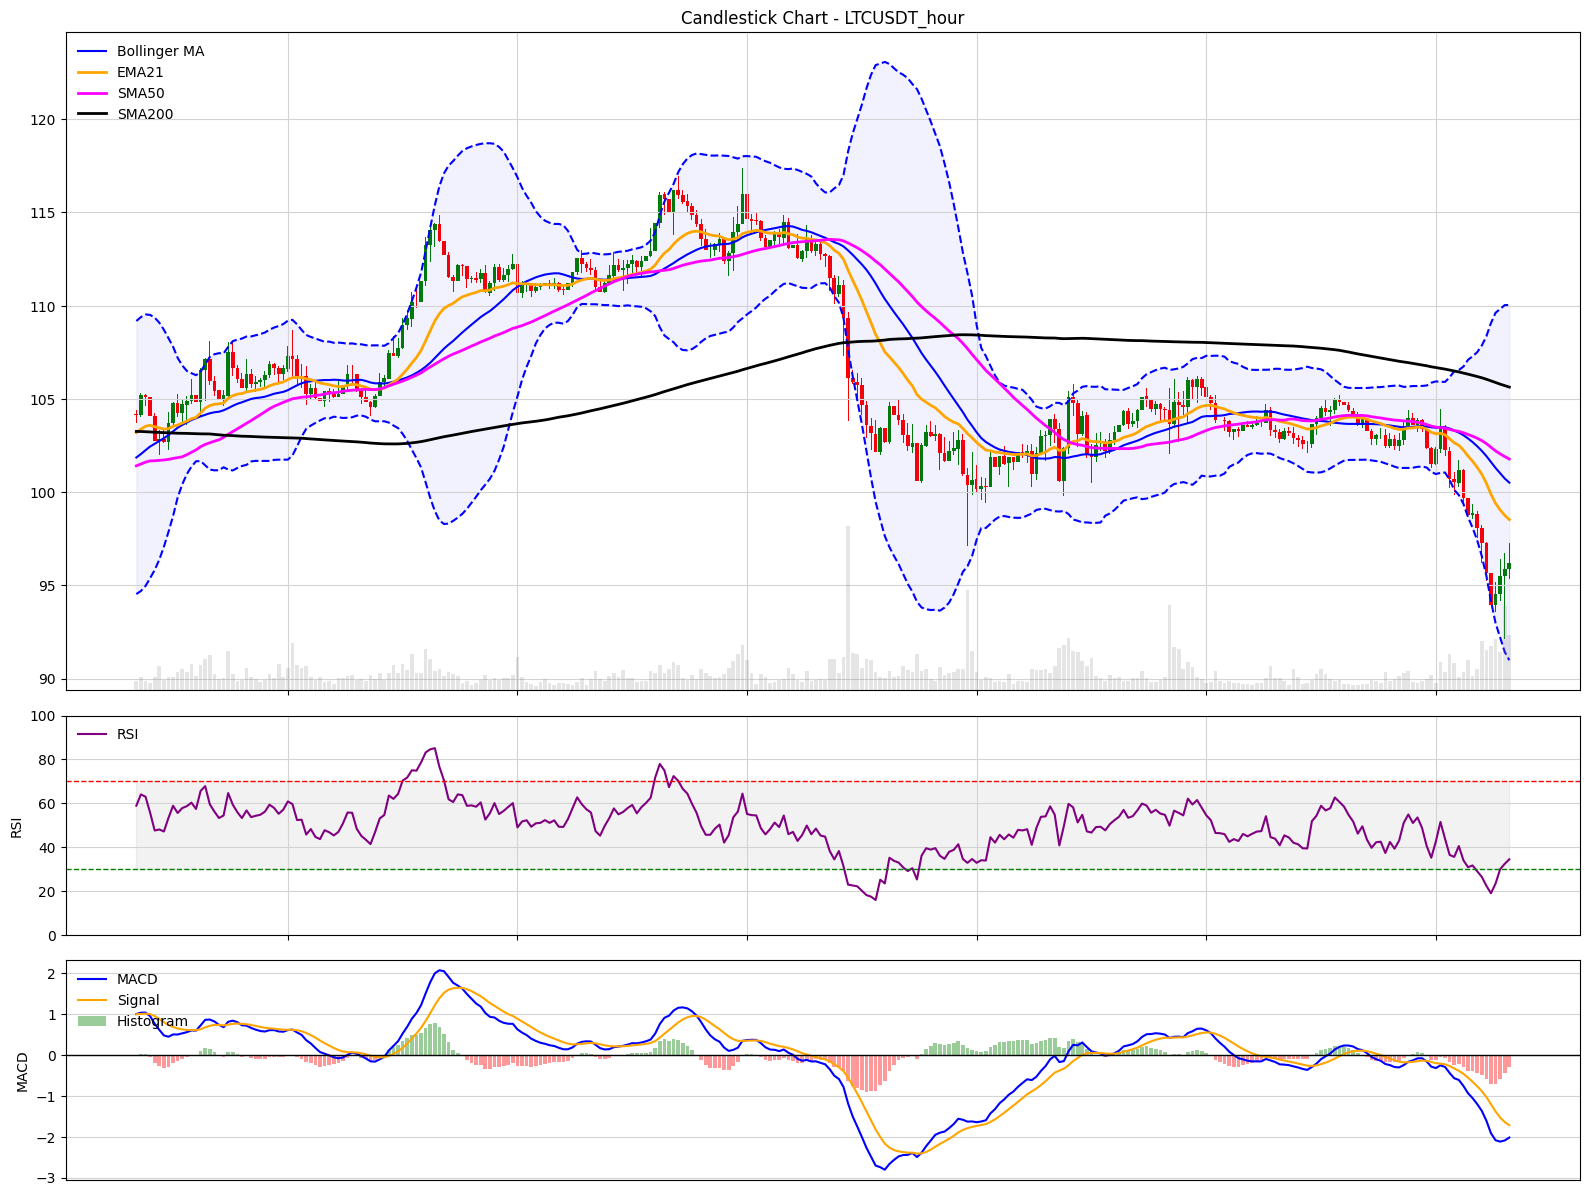 Candlestick Chart - LTCUSDT_hour
Bollinger MA
EMA21
SMA50
SMA200
120
115
110
105
100
95
90
RSI
100
80
60
40
20
0
RSI
MACD
Signal
Histogram
2
1
0
−1
−2
−3
MACD